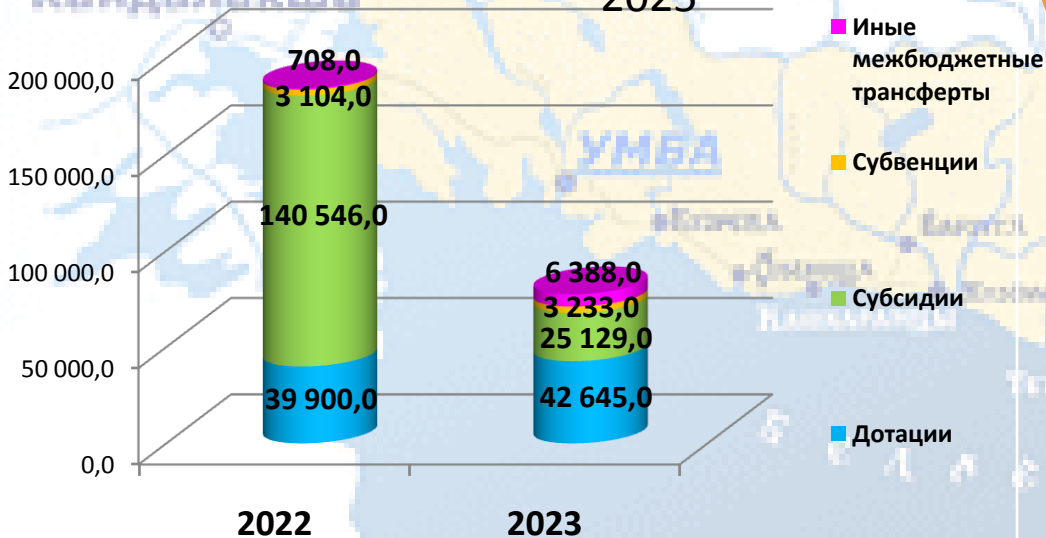 2023
200 000,0
150 000,0
100 000,0
50 000,0
0,0
708,0
3 104,0
140 546,0
39 900,0
6 388,0
3 233,0
25 129,0
42 645,0
2022
2023
Иные
межбюджетные
трансферты
Субвенции
Субсидии
Дотации
УМБА